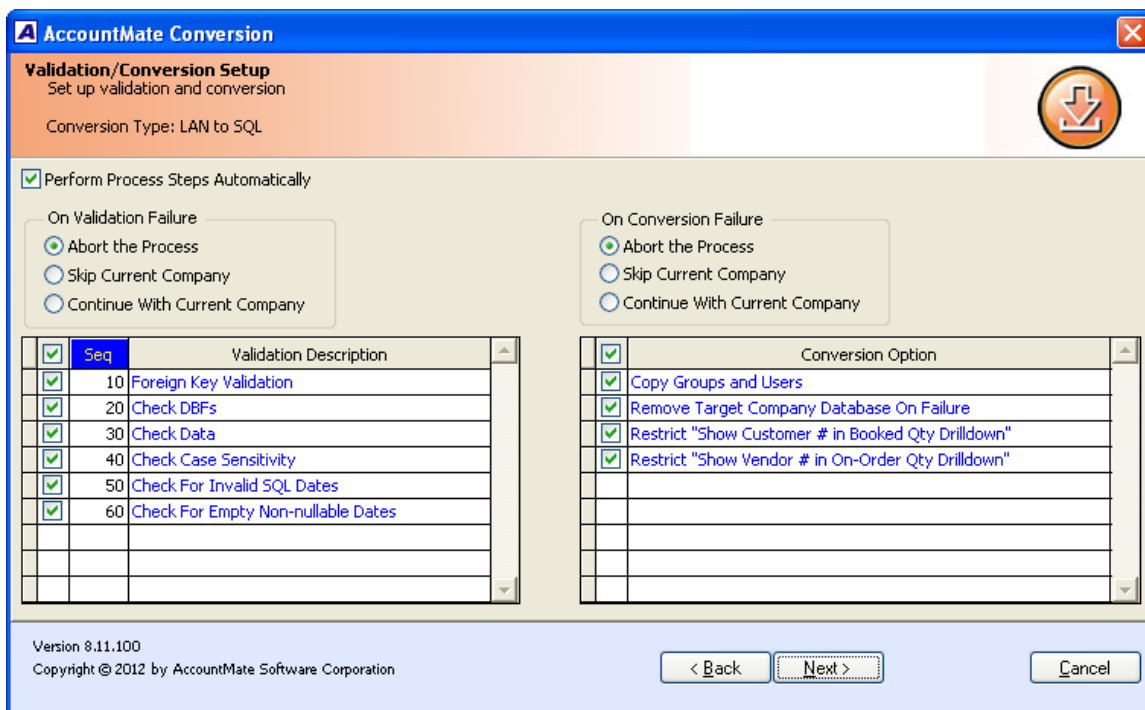 AccountMate Conversion
Validation/Conversion Setup
Set up validation and conversion
Conversion Type: LAN to SQL
Perform Process Steps Automatically
On Validation Failure
Abort the Process
Skip Current Company
Continue With Current Company
On Conversion Failure
Abort the Process
Skip Current Company
Continue With Current Company
Seq Validation Description
10 Foreign Key Validation
20 Check DBFs
30 Check Data
40 Check Case Sensitivity
50 Check For Invalid SQL Dates
60 Check For Empty Non-nullable Dates
Conversion Option
Copy Groups and Users
Remove Target Company Database On Failure
Restrict "Show Customer # in Booked Qty Drilldown"
Restrict "Show Vendor # in On-Order Qty Drilldown"
Version 8.11.100
Copyright © 2012 by AccountMate Software Corporation
< Back
Next >
Cancel